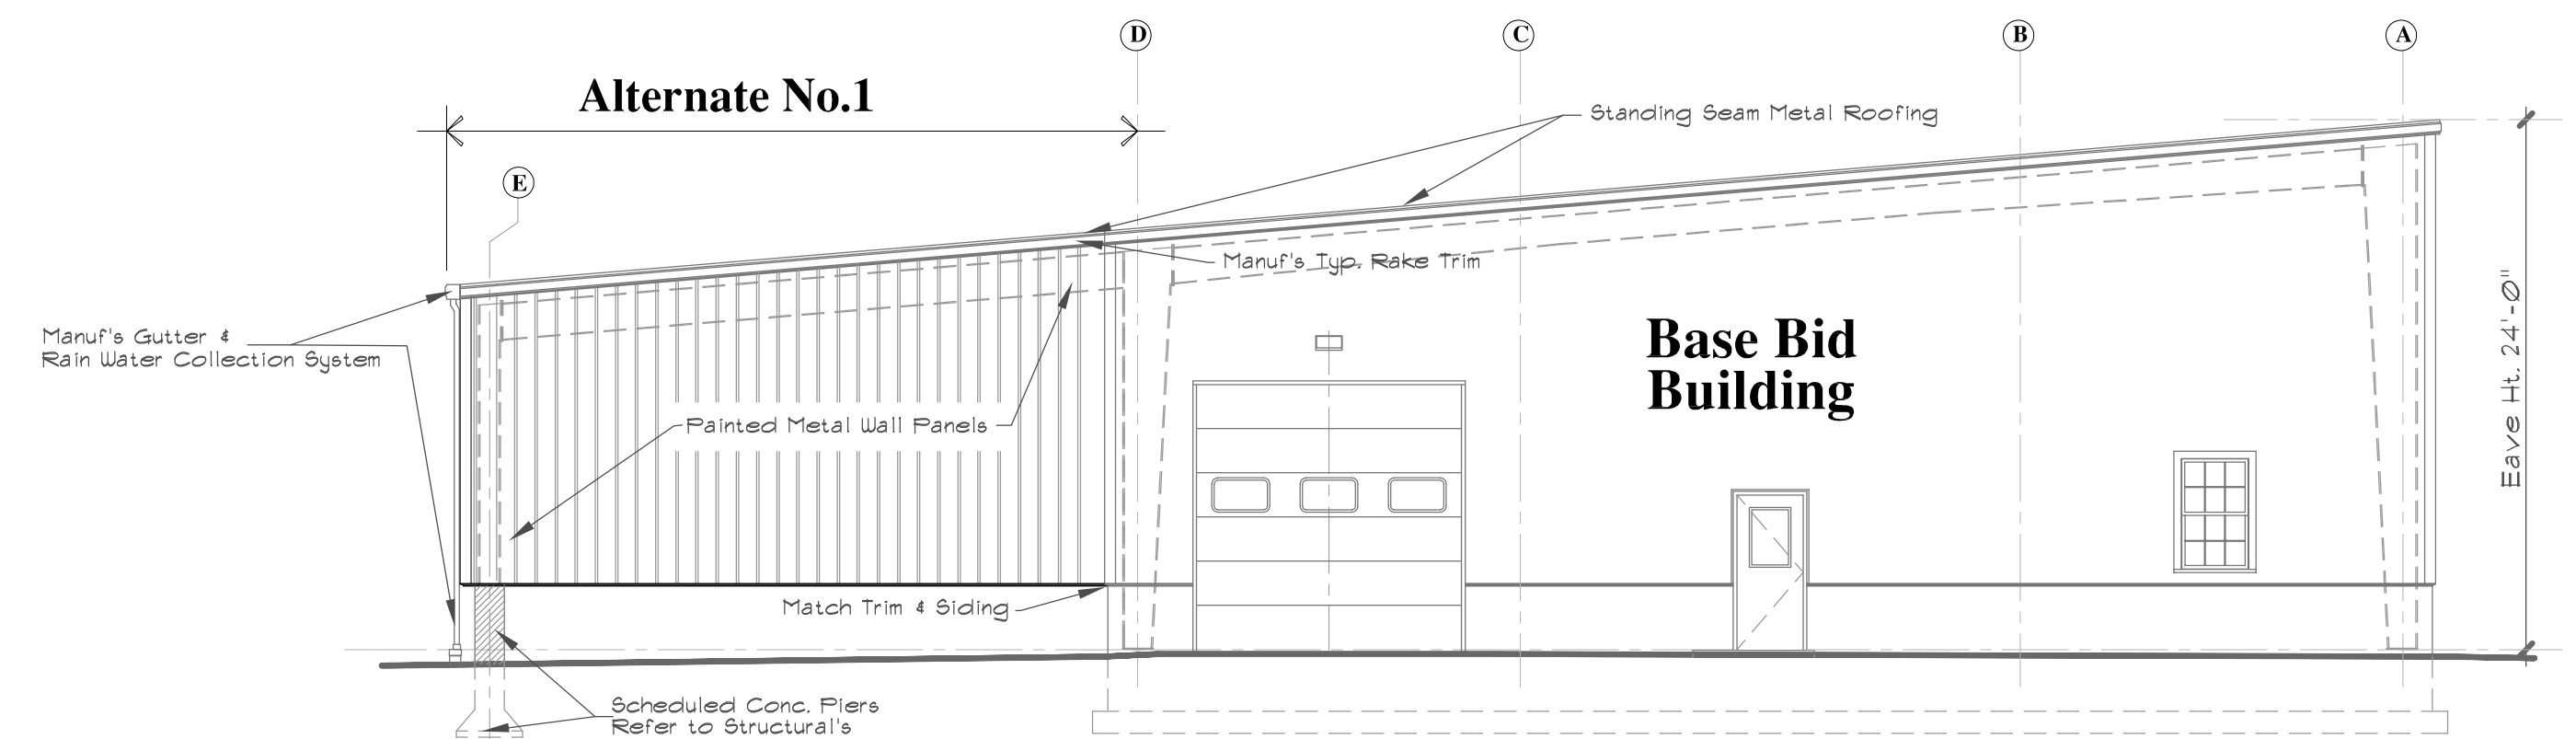 D
C
B
A
Alternate No.1
Standing Seam Metal Roofing
E
Manuf's Typ. Rake Trim
Manuf's Gutter &
Rain Water Collection System
Base Bid
Building
Eave Ht. 24'-0"
Painted Metal Wall Panels
Match Trim & Siding
Scheduled Conc. Piers
Refer to Structural's